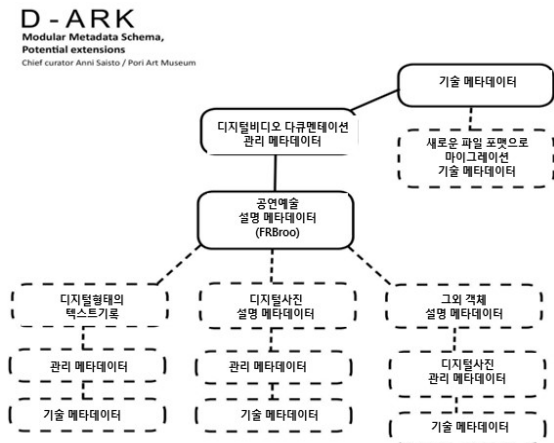 D-ARK
Modular Metadata Schema,
Potential extensions
Chief curator Anni Saisto / Pori Art Museum
기술 메타데이터
디지털비디오 다큐멘테이션
관리 메타데이터
새로운 파일 포맷으로
마이그레이션
기술 메타데이터
공연예술
설명 메타데이터
(FRBroo)
디지털형태의
텍스트기록
디지털사진
설명 메타데이터
그외 객체
설명 메타데이터
관리 메타데이터
관리 메타데이터
디지털사진
관리 메타데이터
기술 메타데이터
기술 메타데이터
기술 메타데이터